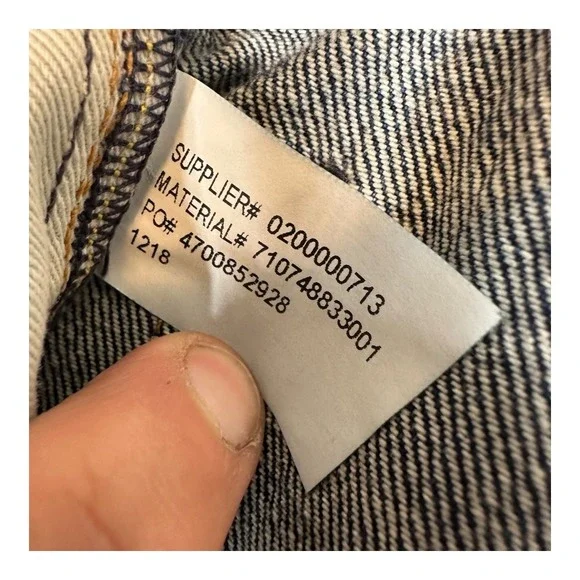 SUPPLIER# 0200000713
MATERIAL# 710748833001
PO# 4700852928
1218